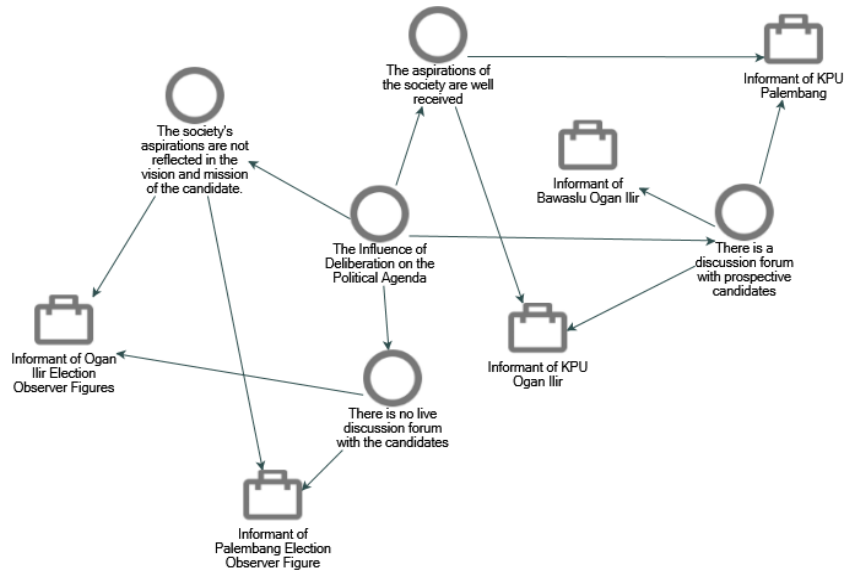 The aspirations of
the society are well
received
Informant of KPU
Palembang
The society's
aspirations are not
reflected in the
vision and mission
of the candidate.
Informant of
Bawaslu Ogan Ilir
The Influence of
Deliberation on the
Political Agenda
There is a
discussion forum
with prospective
candidates
Informant of Ogan
Ilir Election
Observer Figures
Informant of KPU
Ogan Ilir
There is no live
discussion forum
with the candidates
Informant of
Palembang Election
Observer Figure